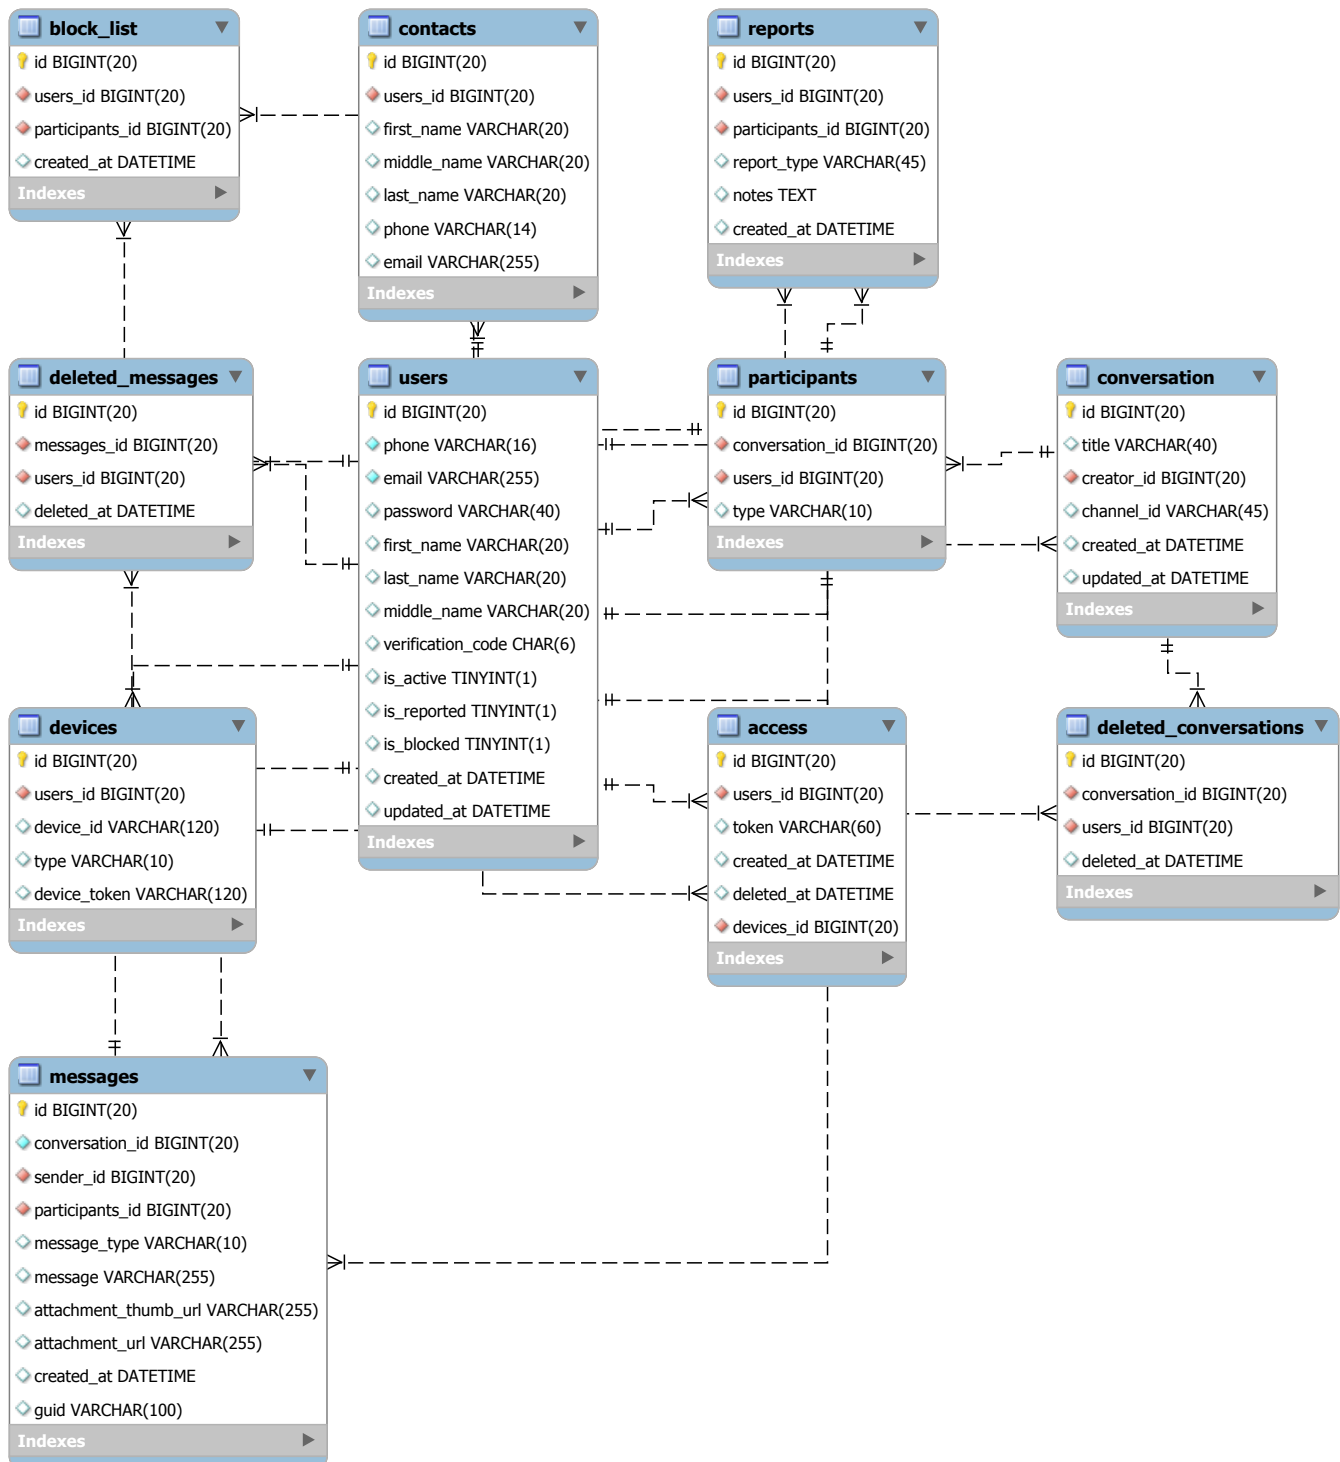 block_list
id BIGINT(20)
users_id BIGINT(20)
participants_id BIGINT(20)
created_at DATETIME
Indexes
contacts
id BIGINT(20)
users_id BIGINT(20)
first_name VARCHAR(20)
middle_name VARCHAR(20)
last_name VARCHAR(20)
phone VARCHAR(14)
email VARCHAR(255)
Indexes
reports
id BIGINT(20)
users_id BIGINT(20)
participants_id BIGINT(20)
report_type VARCHAR(45)
notes TEXT
created_at DATETIME
Indexes
deleted_messages
id BIGINT(20)
messages_id BIGINT(20)
users_id BIGINT(20)
deleted_at DATETIME
Indexes
users
id BIGINT(20)
phone VARCHAR(16)
email VARCHAR(255)
password VARCHAR(40)
first_name VARCHAR(20)
last_name VARCHAR(20)
middle_name VARCHAR(20)
verification_code CHAR(6)
is_active TINYINT(1)
is_reported TINYINT(1)
is_blocked TINYINT(1)
created_at DATETIME
updated_at DATETIME
Indexes
participants
id BIGINT(20)
conversation_id BIGINT(20)
users_id BIGINT(20)
type VARCHAR(10)
Indexes
conversation
id BIGINT(20)
title VARCHAR(40)
creator_id BIGINT(20)
channel_id VARCHAR(45)
created_at DATETIME
updated_at DATETIME
Indexes
devices
id BIGINT(20)
users_id BIGINT(20)
device_id VARCHAR(120)
type VARCHAR(10)
device_token VARCHAR(120)
Indexes
access
id BIGINT(20)
users_id BIGINT(20)
token VARCHAR(60)
created_at DATETIME
deleted_at DATETIME
devices_id BIGINT(20)
Indexes
deleted_conversations
id BIGINT(20)
conversation_id BIGINT(20)
users_id BIGINT(20)
deleted_at DATETIME
Indexes
messages
id BIGINT(20)
conversation_id BIGINT(20)
sender_id BIGINT(20)
participants_id BIGINT(20)
message_type VARCHAR(10)
message VARCHAR(255)
attachment_thumb_url VARCHAR(255)
attachment_url VARCHAR(255)
created_at DATETIME
guid VARCHAR(100)
Indexes